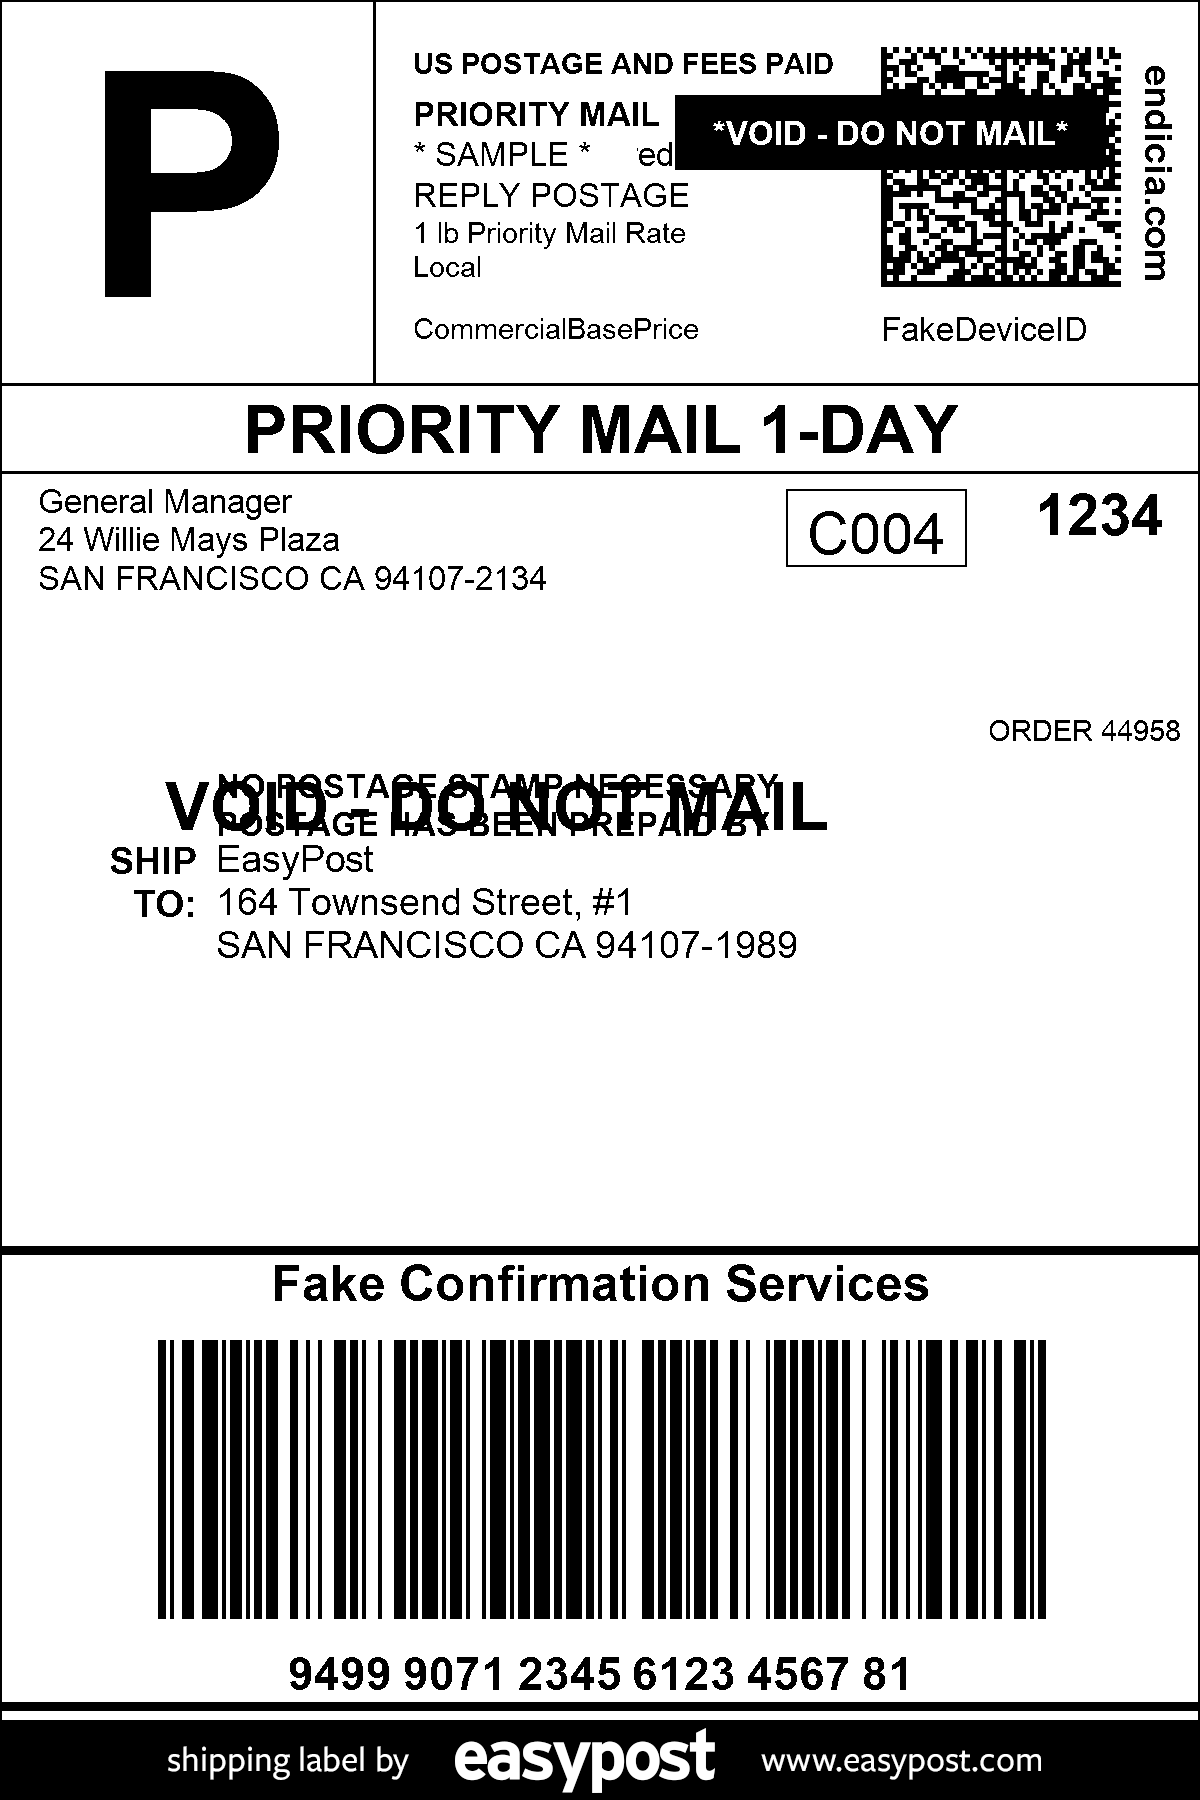 P
US POSTAGE AND FEES PAID
PRIORITY MAIL
* SAMPLE * ed
*VOID - DO NOT MAIL*
REPLY POSTAGE
1 lb Priority Mail Rate
Local
CommercialBasePrice
FakeDeviceID
endicia.com
PRIORITY MAIL 1-DAY
General Manager
24 Willie Mays Plaza
SAN FRANCISCO CA 94107-2134
C004
1234
ORDER 44958
NO POSTAGE STAMP NECESSARY
VOID - DO NOT MAIL
POSTAGE HAS BEEN PREPAID BY
SHIP EasyPost
TO: 164 Townsend Street, #1
SAN FRANCISCO CA 94107-1989
Fake Confirmation Services
9499 9071 2345 6123 4567 81
shipping label by easypost www.easypost.com